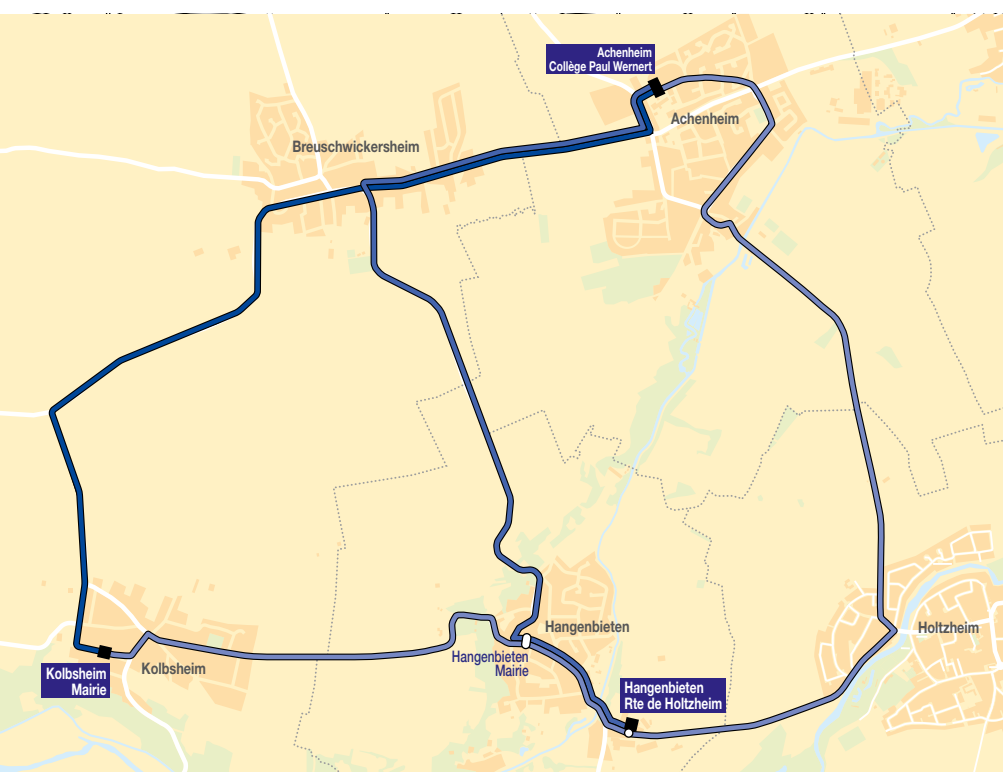 Achenheim
Collège Paul Wernert
Achenheim
Breuschwickersheim
Hangenbieten
Holtzheim
Hangenbieten
Mairie
Kolbsheim
Kolbsheim
Mairie
Hangenbieten
Rte de Holtzheim